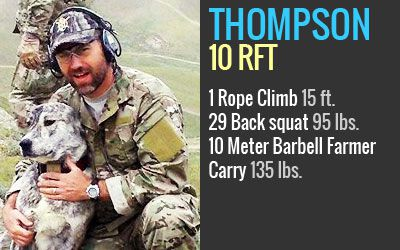 THOMPSON
10 RFT
1 Rope Climb 15 ft.
29 Back squat 95 lbs.
10 Meter Barbell Farmer
Carry 135 lbs.